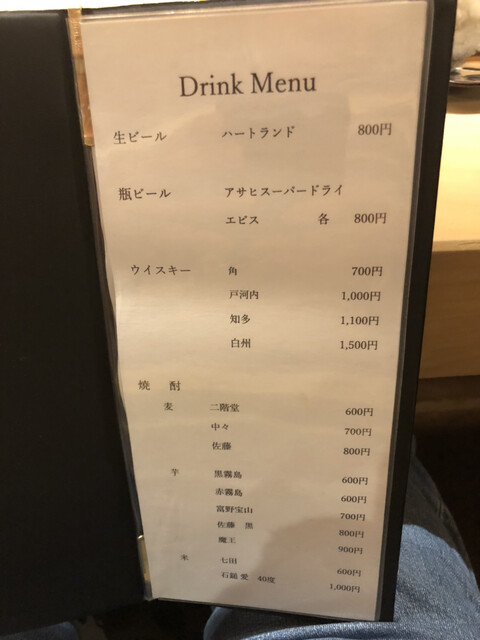 Drink Menu
生ビール ハートランド 800円
瓶ビール アサヒスーパードライ
エビス 各 800円
ウイスキー 角 700円
戸河内 1,000円
知多 1,100円
白州 1,500円
焼酎
麦 二階堂 600円
中々 700円
佐藤 800円
芋 黒霧島 600円
赤霧島 600円
富野宝山 700円
佐藤 黒 800円
魔王 900円
米 七田 600円
石鎚 愛 40度 1,000円